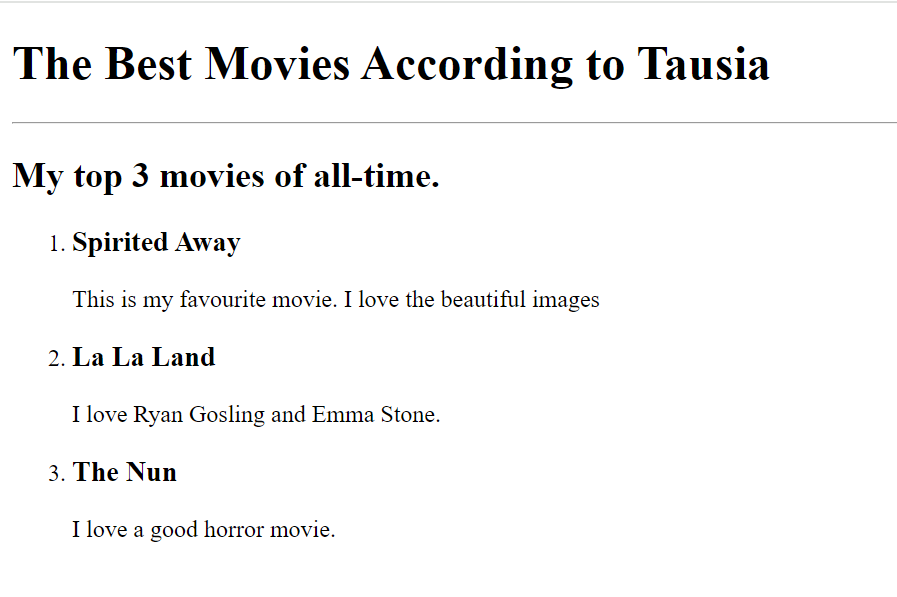 The Best Movies According to Tausia
My top 3 movies of all-time.
1. Spirited Away
This is my favourite movie. I love the beautiful images
2. La La Land
I love Ryan Gosling and Emma Stone.
3. The Nun
I love a good horror movie.